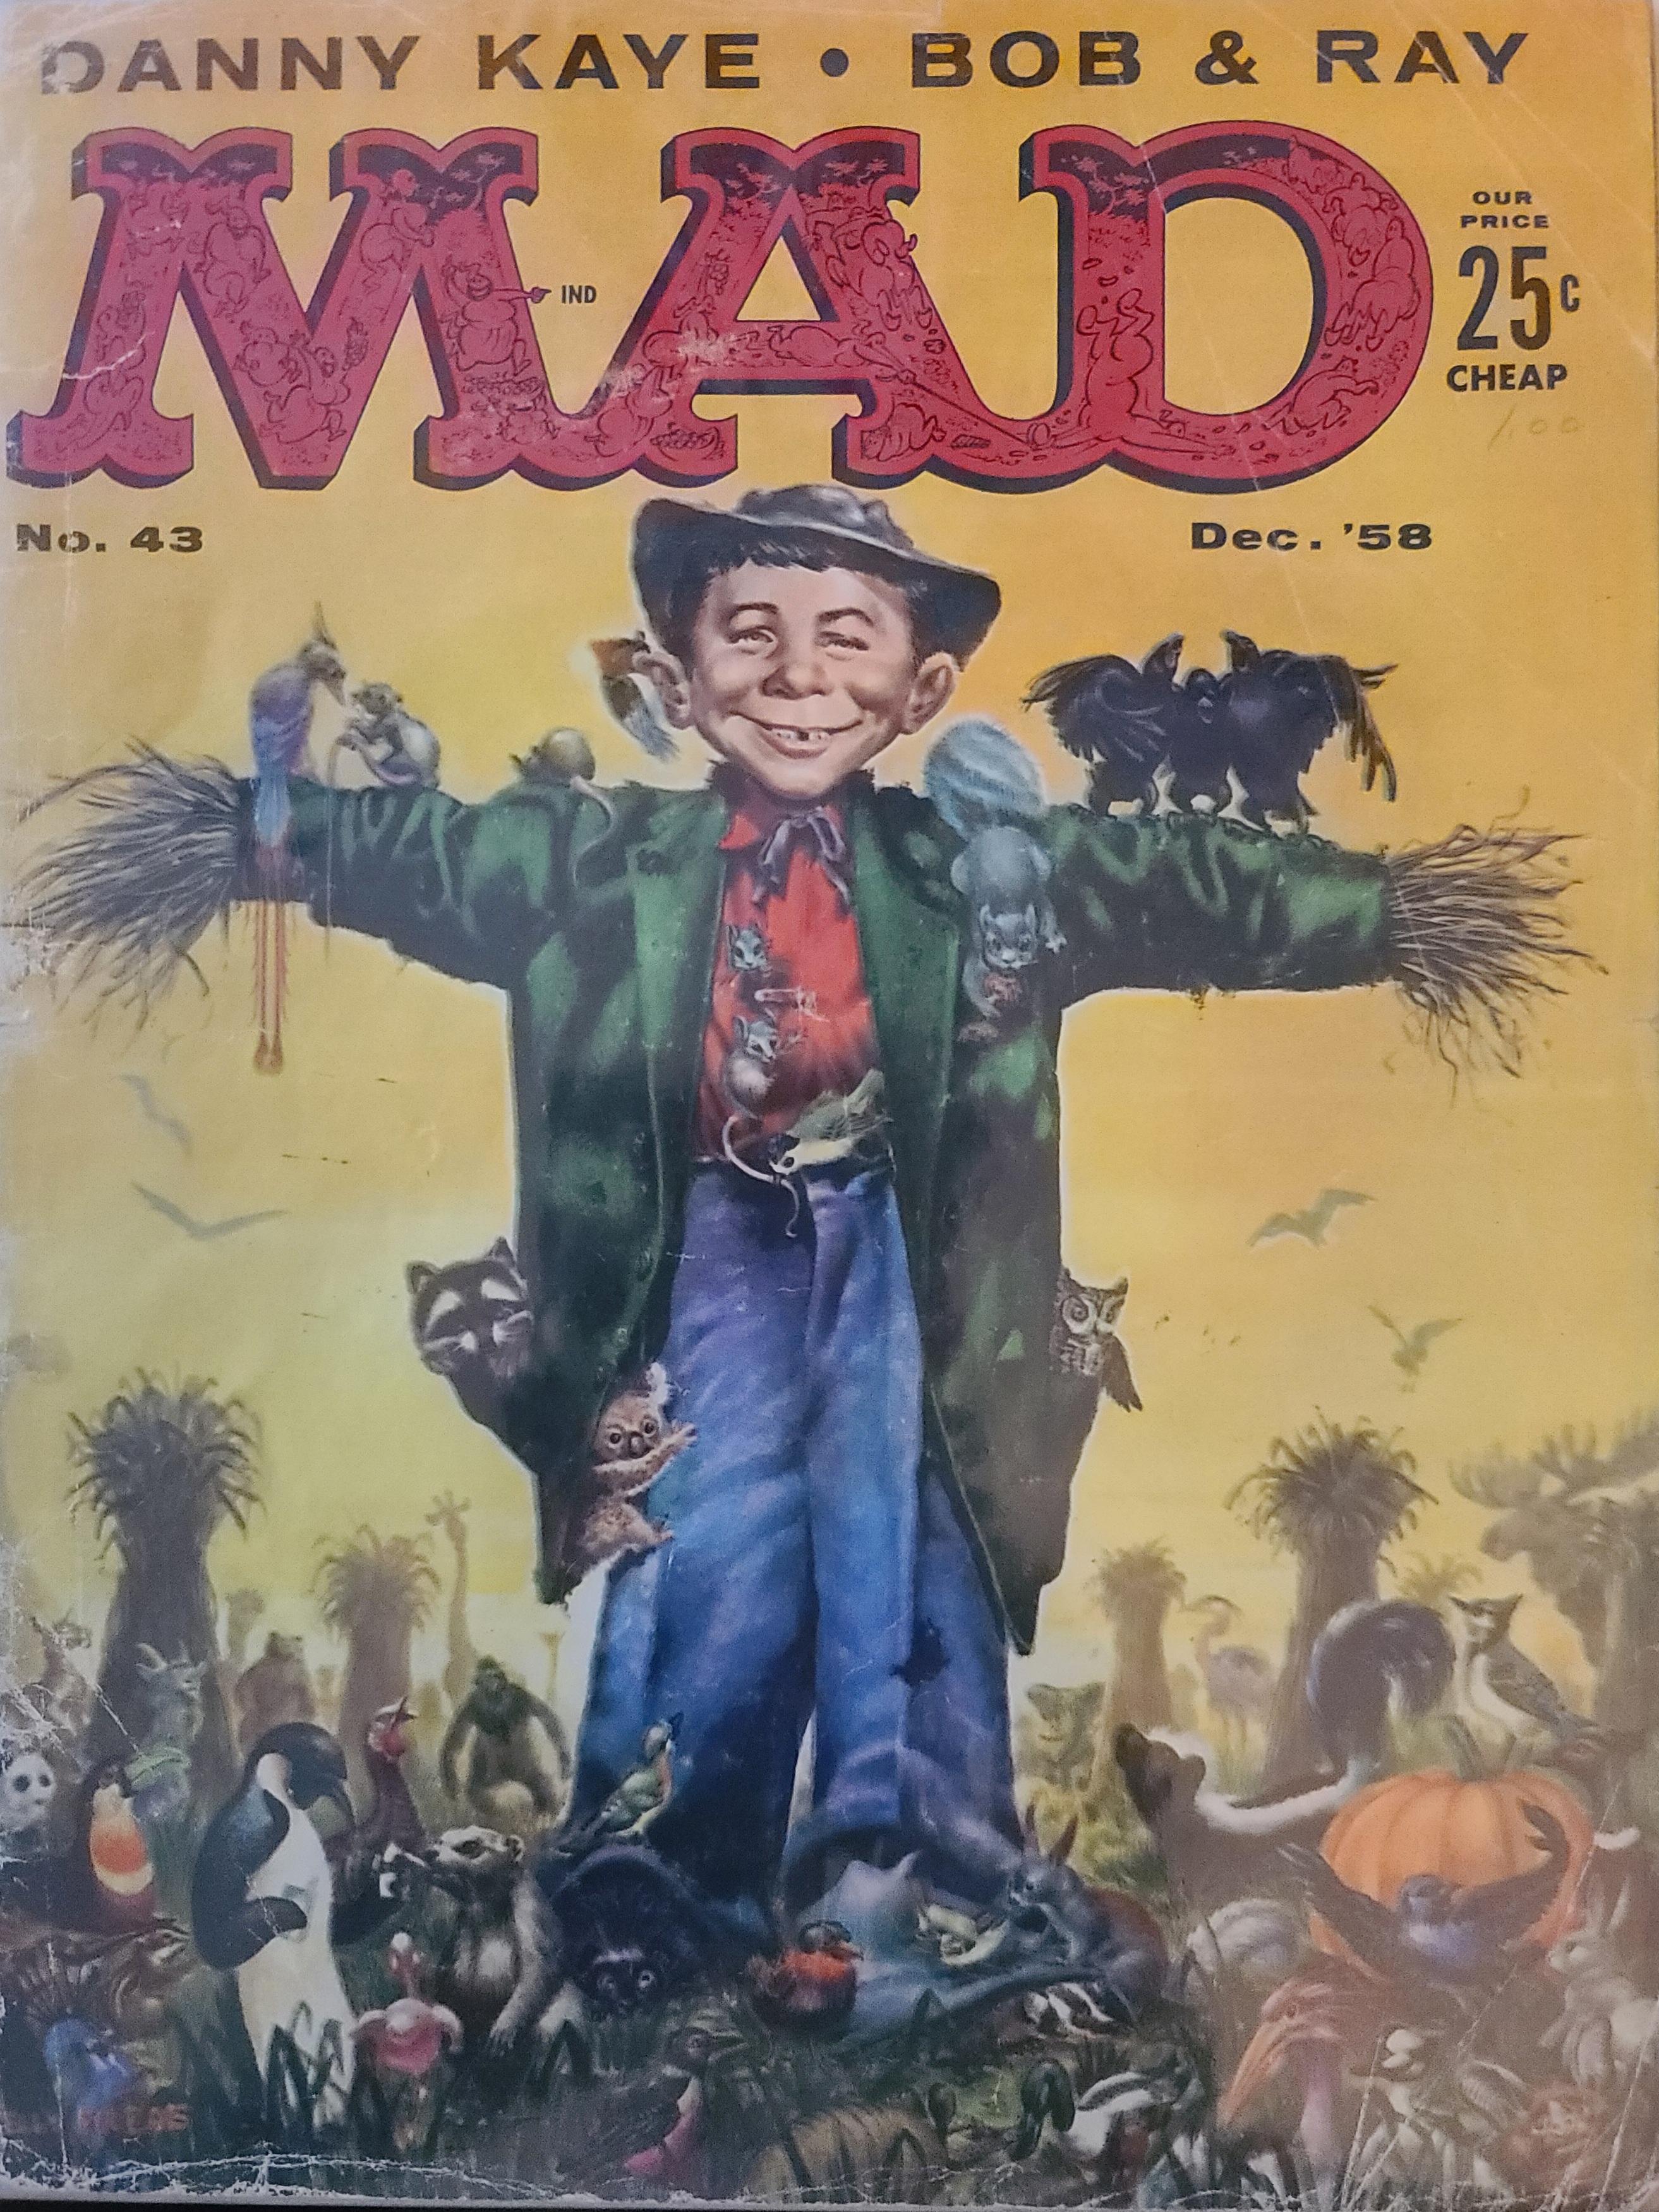 DANNY KAYE • BOB & RAY
MAD
IND
OUR
PRICE
25c
CHEAP
1.00
No. 43
Dec. '58